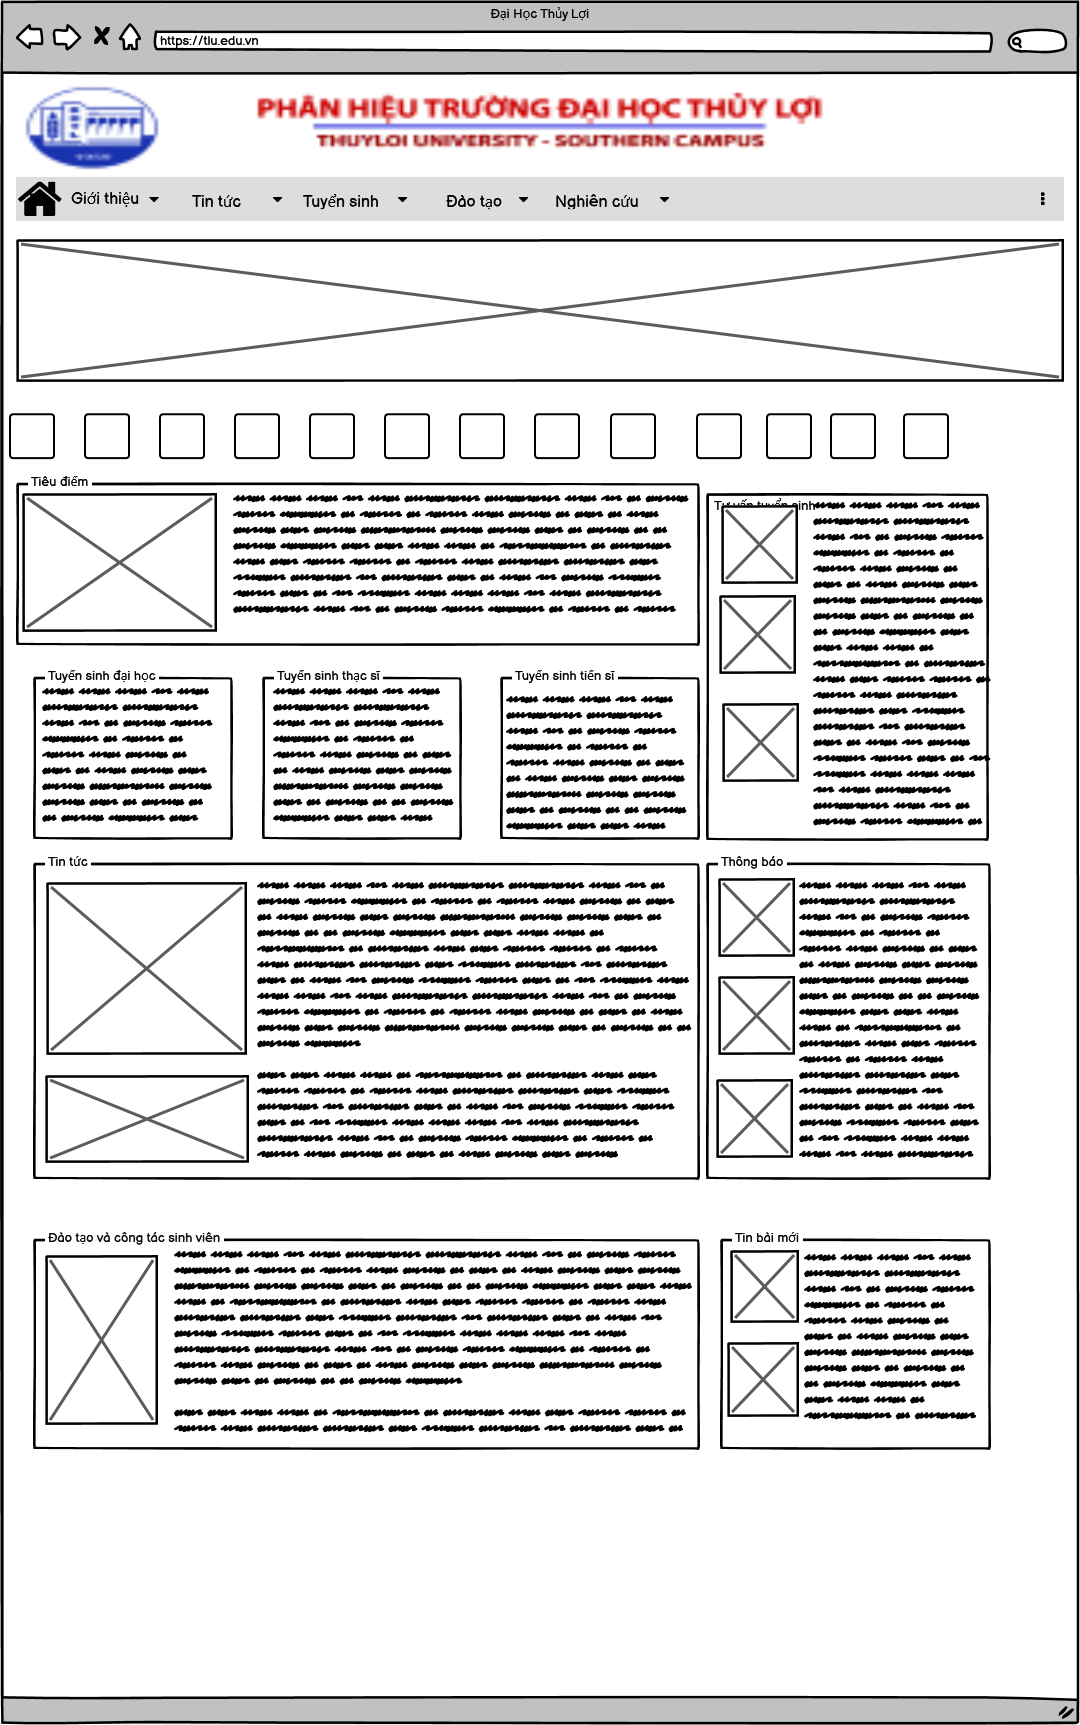 Đại Học Thủy Lợi
https://tlu.edu.vn
PHÂN HIỆU TRƯỜNG ĐẠI HỌC THỦY LỢI
THUYLOI UNIVERSITY - SOUTHERN CAMPUS
Giới thiệu
Tin tức
Tuyển sinh
Đào tạo
Nghiên cứu
Tiêu điểm
Tư vấn tuyển sinh
Tuyển sinh đại học
Tuyển sinh thạc sĩ
Tuyển sinh tiến sĩ
Tin tức
Thông báo
Đào tạo và công tác sinh viên
Tin bài mới